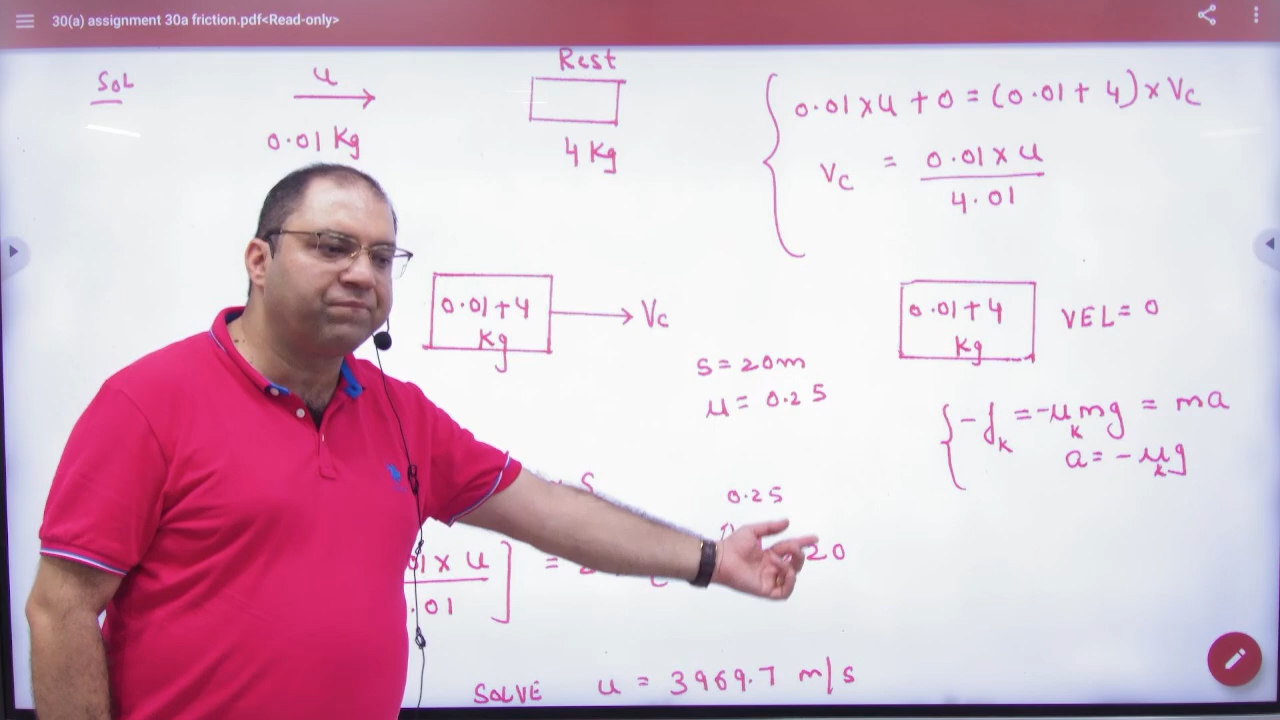 30(a) assignment 30a friction.pdf<Read-only>
SOL
u
0.01 Kg
Rest
4 Kg
0.01 x u + 0 = (0.01 + 4) x Vc
Vc = 0.01 x u
4.01
0.01 + 4
Kg
Vc
0.01 + 4
Kg
VEL = 0
s = 20m
μ = 0.25
-fk = -μk mg = ma
a = -μk g
0.25
S
x u ] = 20
.01
SOLVE u = 3969.7 m/s